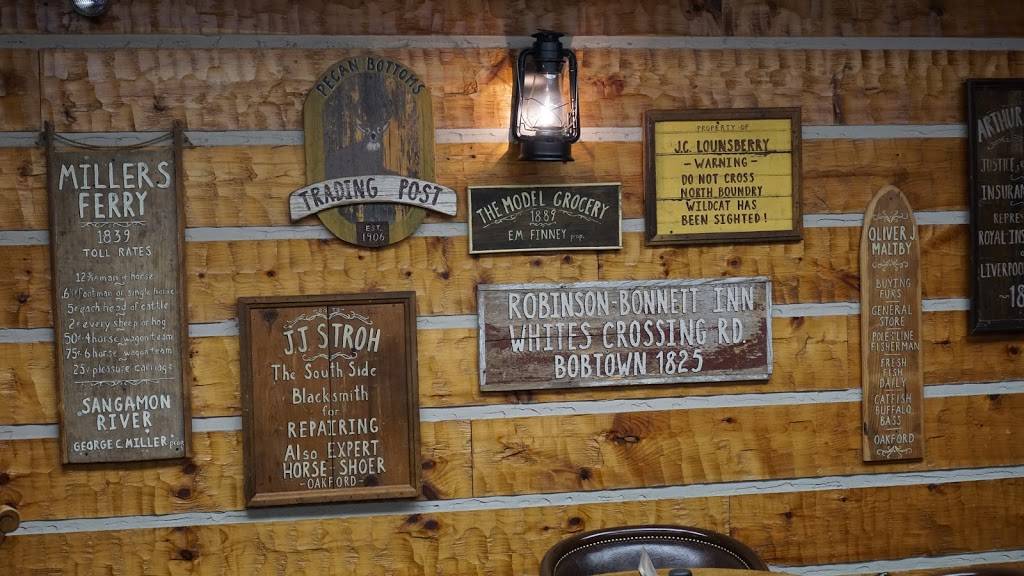 MILLERS
FERRY
1839
TOLL RATES
12½ man & horse
.6¼ footman or single horse
5¢ each head of cattle
2¢ every sheep or hog
50¢ 4 horse wagon team
75¢ 6 horse wagon team
25¢ pleasure carriage
SANGAMON
RIVER
GEORGE C. MILLER prop.
PECAN BOTTOMS
TRADING POST
EST.
1906
JJ STROH
The South Side
Blacksmith
for
REPAIRING
Also EXPERT
HORSE-SHOER
-OAKFORD-
THE MODEL GROCERY
1889
EM FINNEY prop.
PROPERTY OF
J.C. LOUNSBERRY
- WARNING -
DO NOT CROSS
NORTH BOUNDRY
WILDCAT HAS
BEEN SIGHTED!
ROBINSON-BONNETT INN
WHITES CROSSING RD.
BOBTOWN 1825
OLIVER J
MALTBY
BUYING
FURS
GENERAL
STORE
POLE & LINE
FISHERMAN
FRESH
FISH
DAILY
CATFISH
BUFFALO
BASS
OAKFORD
ARTHUR
JUSTICE
INSURAN
REPRES
ROYAL INS
LIVERPOO
~18